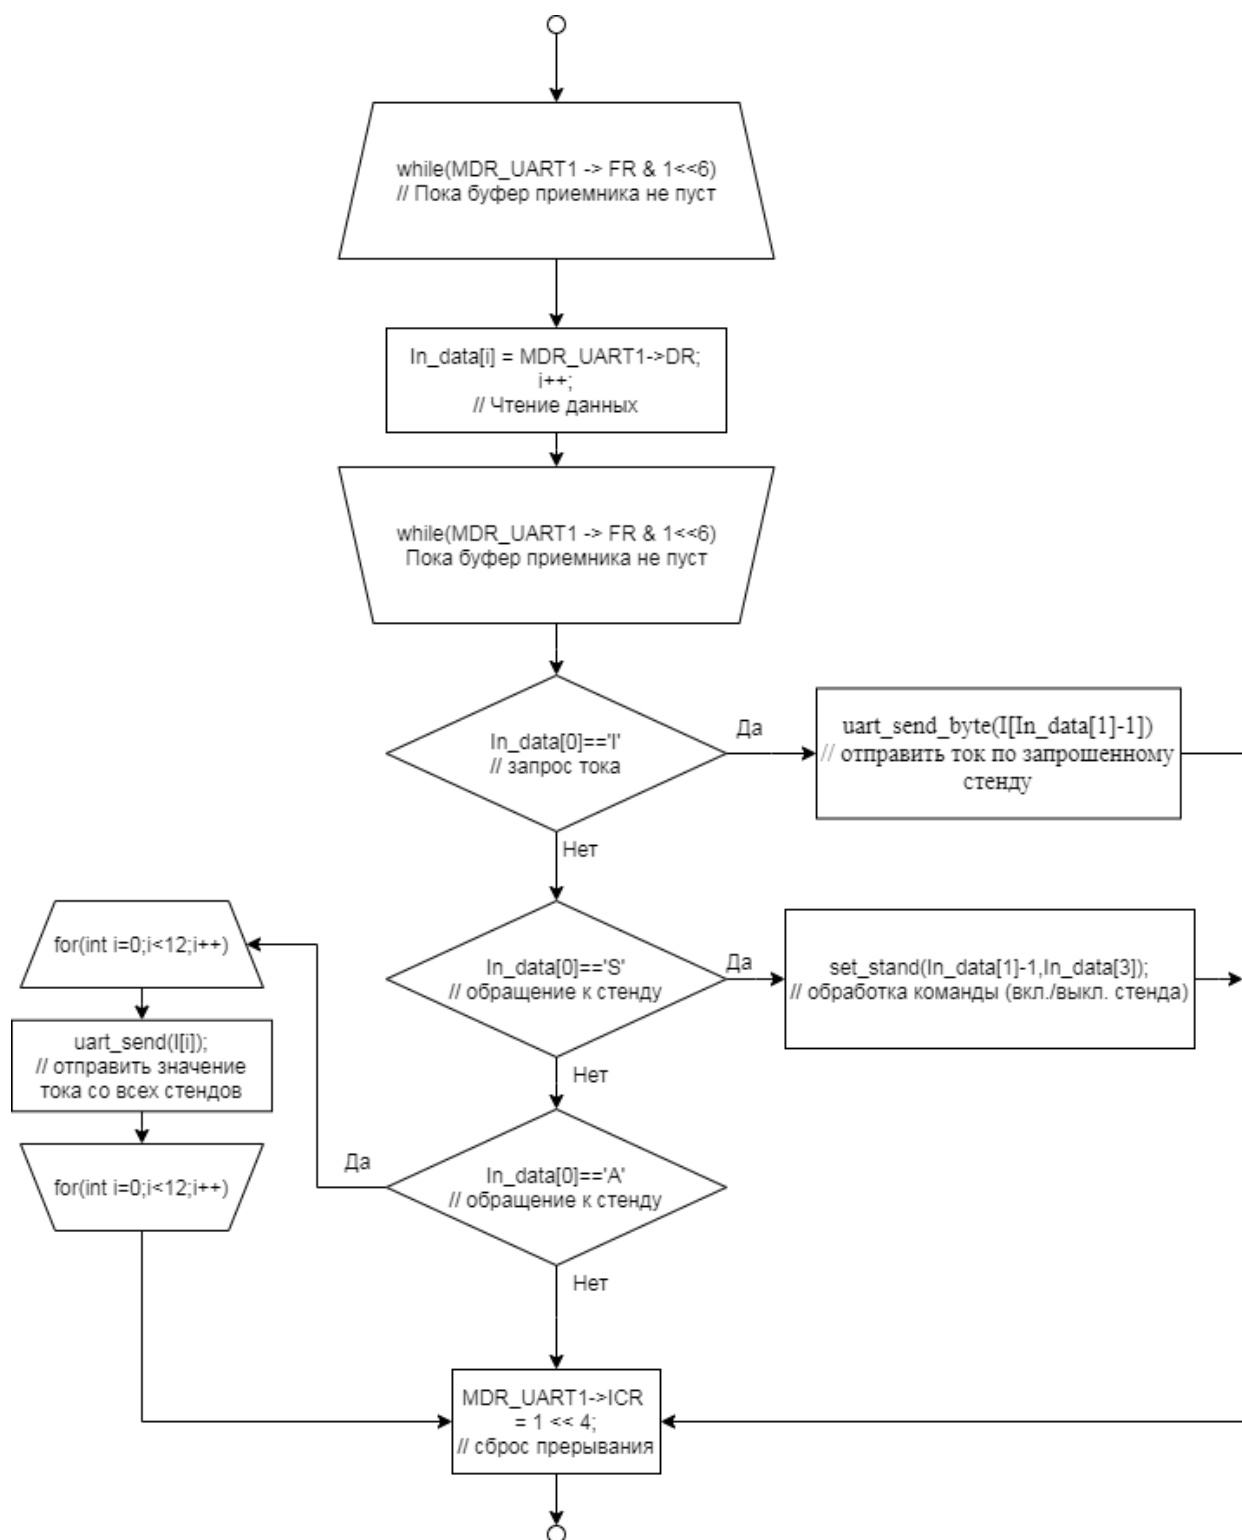 while(MDR_UART1 -> FR & 1<<6)
// Пока буфер приемника не пуст
In_data[i] = MDR_UART1->DR;
i++;
// Чтение данных
while(MDR_UART1 -> FR & 1<<6)
Пока буфер приемника не пуст
In_data[0]=='I'
// запрос тока
Да
uart_send_byte(I[In_data[1]-1])
// отправить ток по запрошенному
стенду
Нет
In_data[0]=='S'
// обращение к стенду
Да
set_stand(In_data[1]-1,In_data[3]);
// обработка команды (вкл./выкл. стенда)
Нет
In_data[0]=='A'
// обращение к стенду
Да
for(int i=0;i<12;i++)
uart_send(I[i]);
// отправить значение
тока со всех стендов
for(int i=0;i<12;i++)
Нет
MDR_UART1->ICR
= 1 << 4;
// сброс прерывания